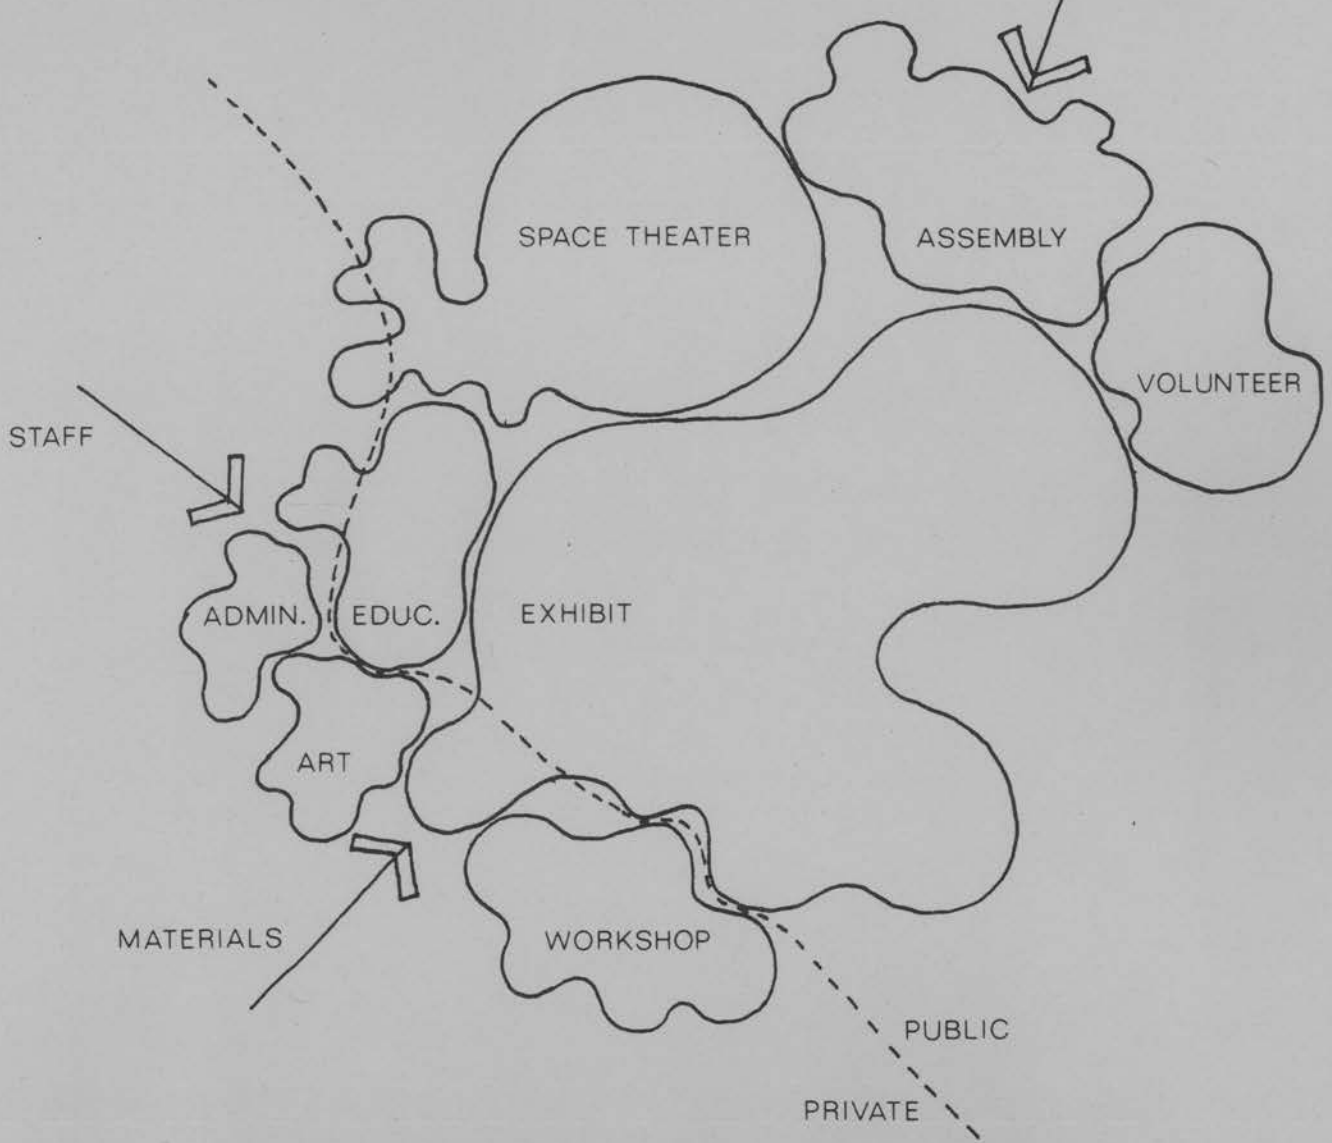 SPACE THEATER
ASSEMBLY
VOLUNTEER
STAFF
ADMIN.
EDUC.
EXHIBIT
ART
MATERIALS
WORKSHOP
PUBLIC
PRIVATE